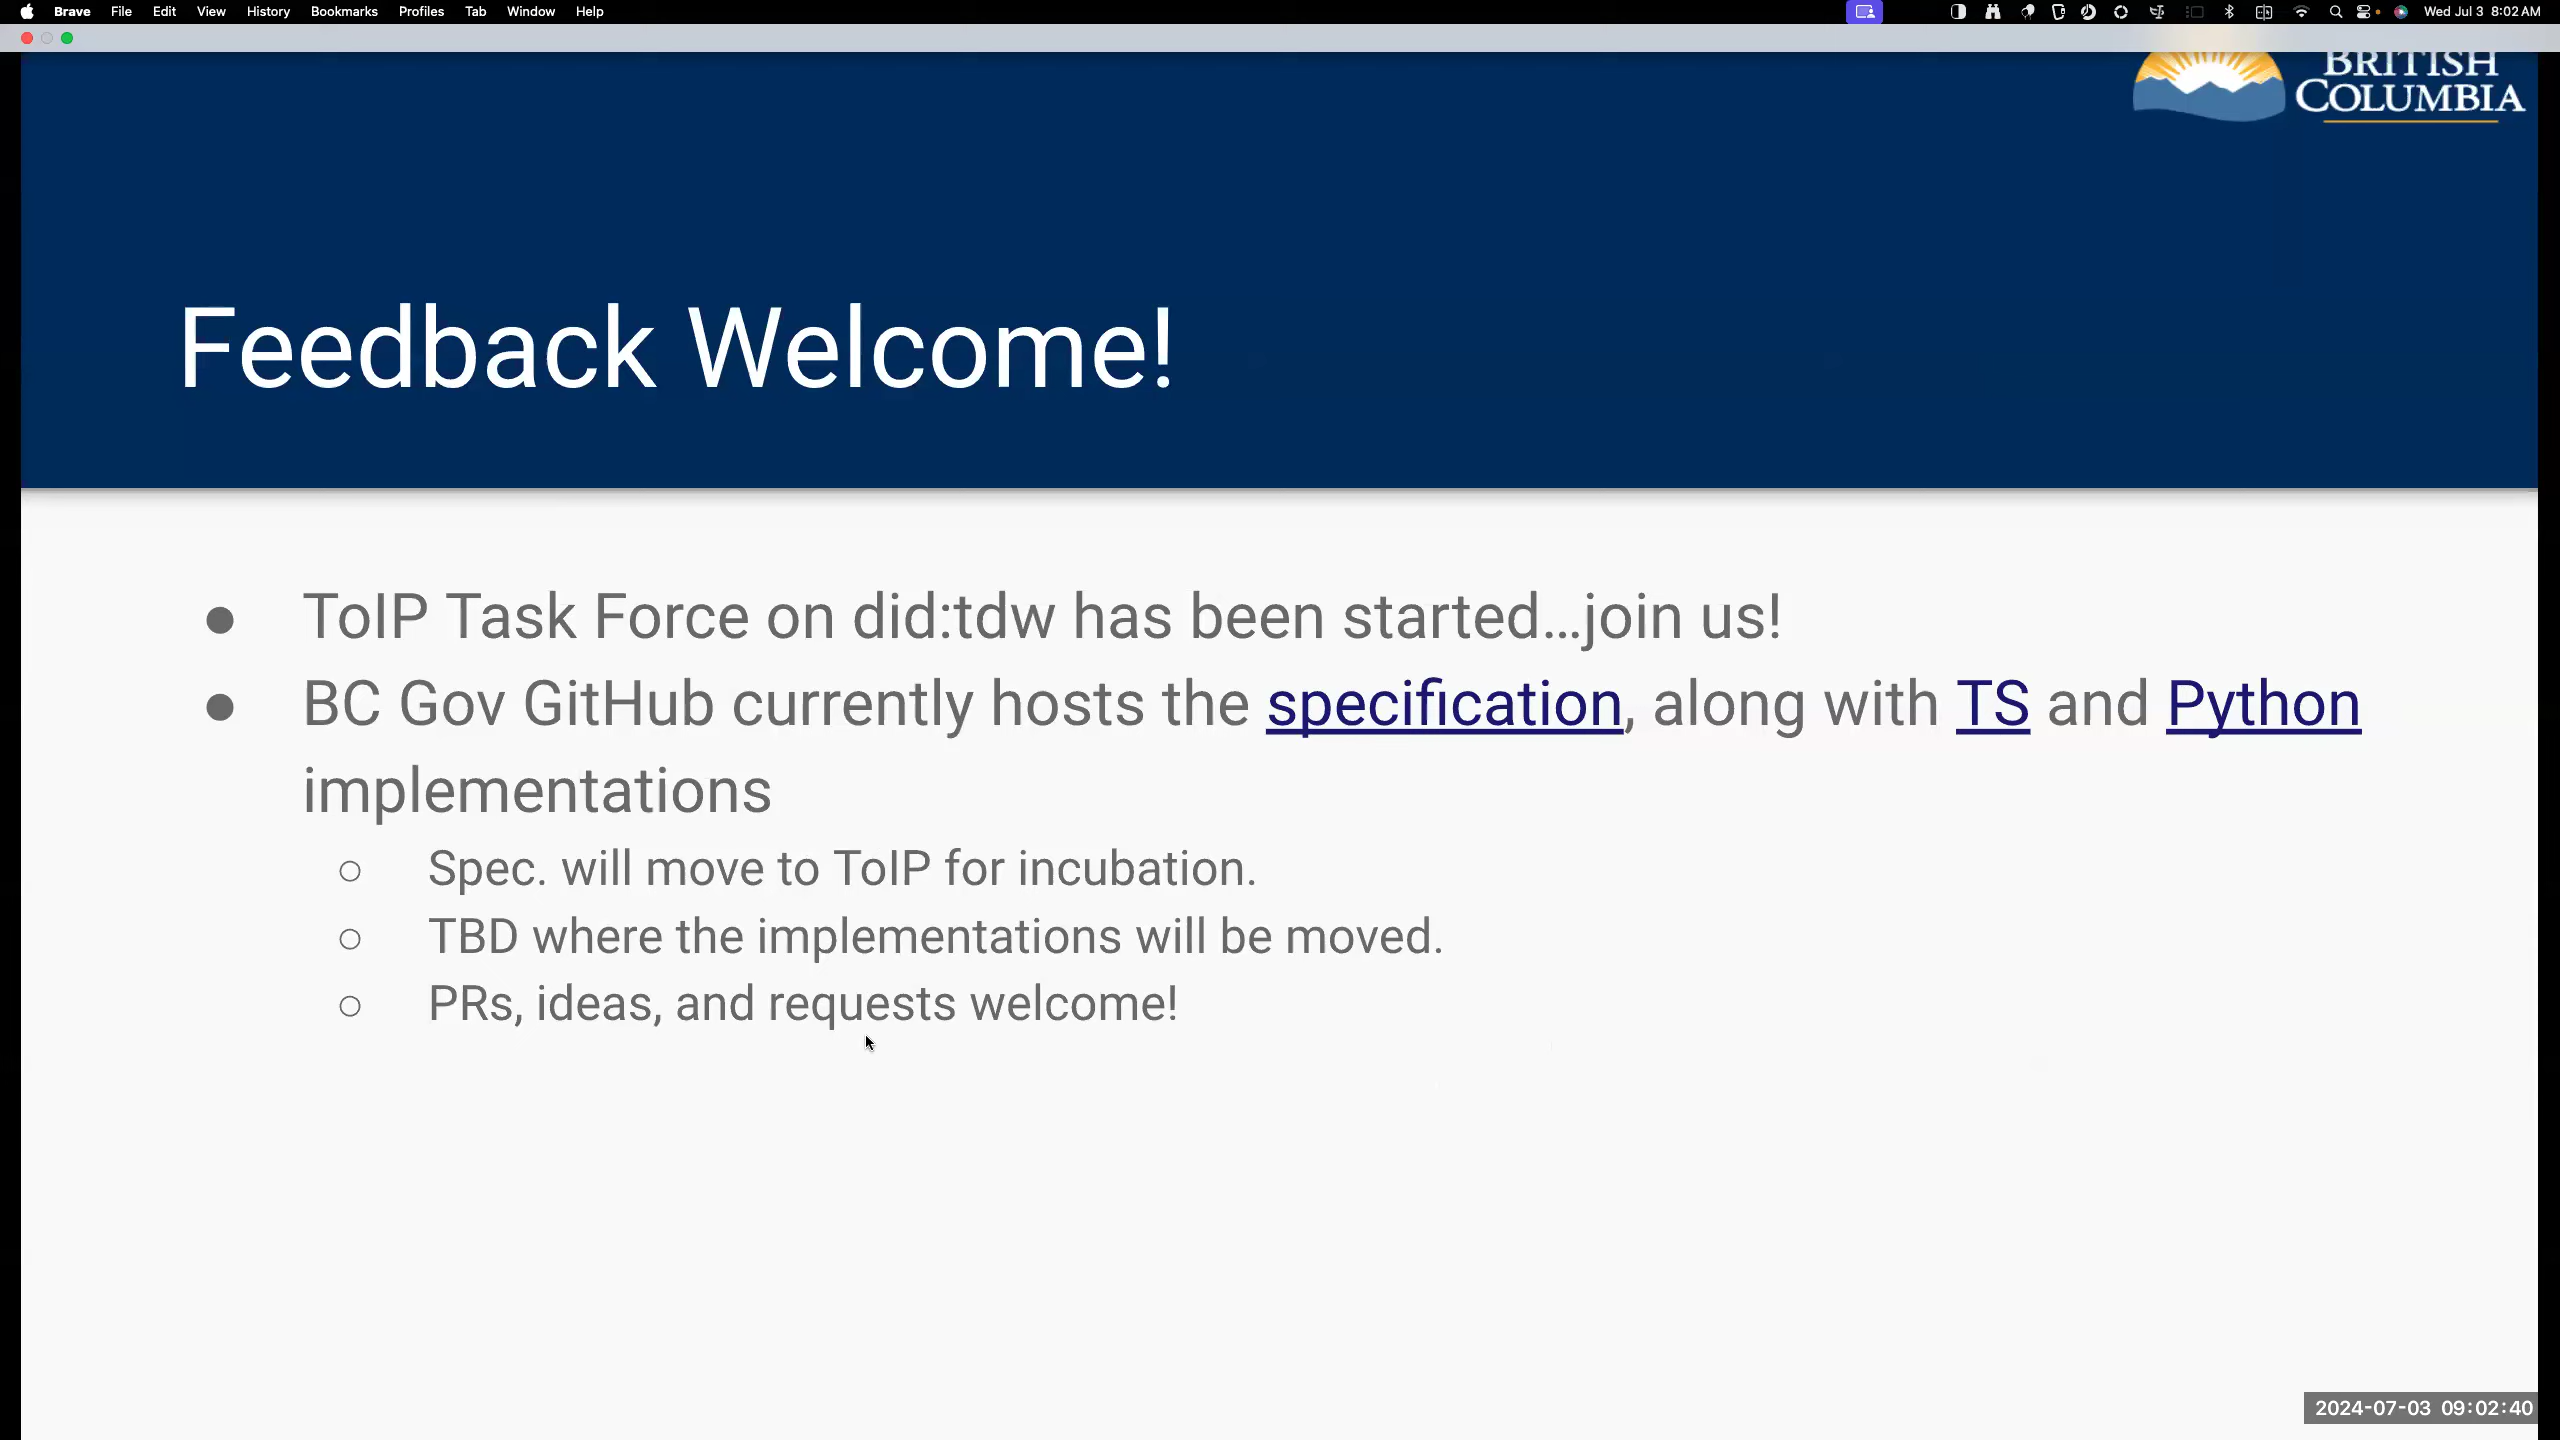 Brave File Edit View History Bookmarks Profiles Tab Window Help Wed Jul 3 8:02 AM
BRITISH
COLUMBIA
Feedback Welcome!
● ToIP Task Force on did:tdw has been started...join us!
● BC Gov GitHub currently hosts the specification, along with TS and Python
implementations
○ Spec. will move to ToIP for incubation.
○ TBD where the implementations will be moved.
○ PRs, ideas, and requests welcome!
2024-07-03 09:02:40